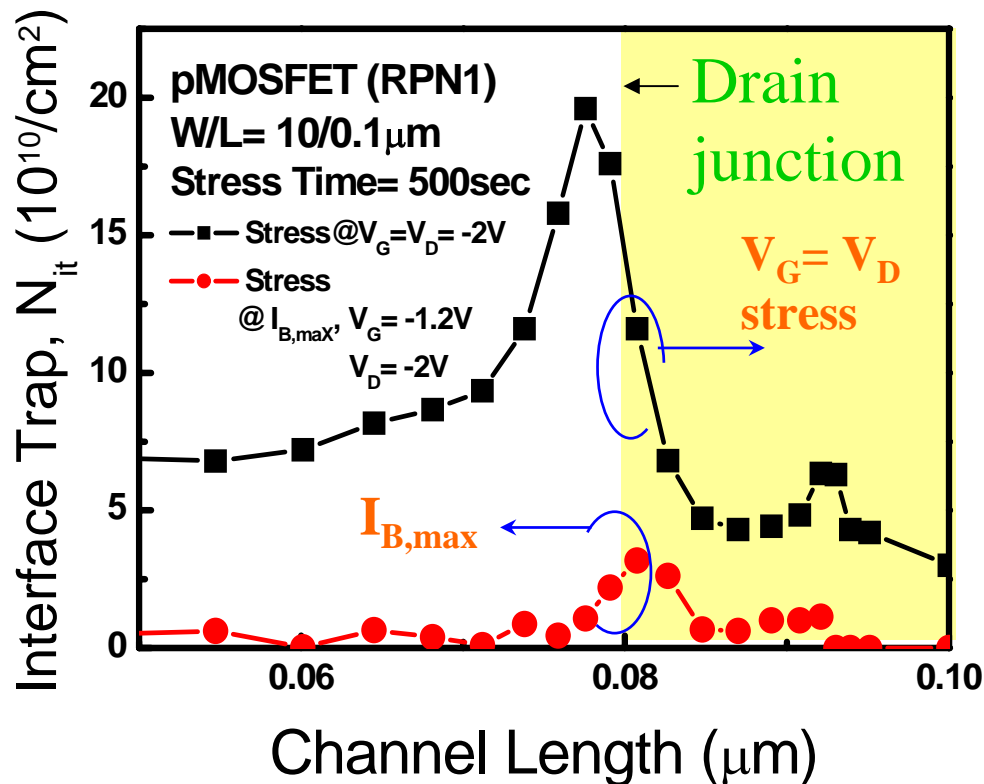 Interface Trap, N_it (10^10/cm^2)
20
15
10
5
0
pMOSFET (RPN1)
W/L= 10/0.1μm
Stress Time= 500sec
Stress@V_G=V_D= -2V
Stress
@ I_B,maX, V_G= -1.2V
V_D= -2V
Drain
junction
V_G= V_D
stress
I_B,max
0.06
0.08
0.10
Channel Length (μm)